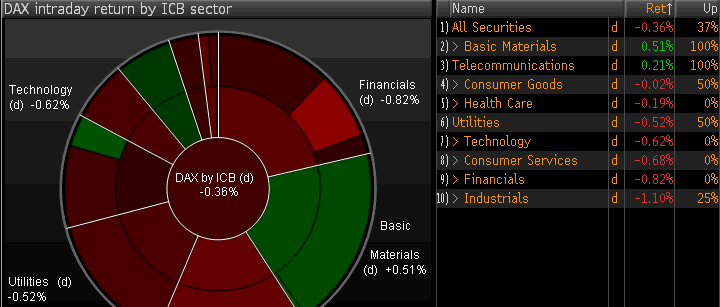 DAX intraday return by ICB sector
Technology
(d) -0.62%
Financials
(d) -0.82%
DAX by ICB (d)
-0.36%
Basic
Materials
(d) +0.51%
Utilities (d)
-0.52%
Name Ret↑ Up
1) All Securities d -0.36% 37%
2) > Basic Materials d 0.51% 100%
3) Telecommunications d 0.21% 100%
4) > Consumer Goods d -0.02% 50%
5) > Health Care d -0.19% 0%
6) Utilities d -0.52% 50%
7) > Technology d -0.62% 0%
8) > Consumer Services d -0.68% 0%
9) > Financials d -0.82% 0%
10) > Industrials d -1.10% 25%